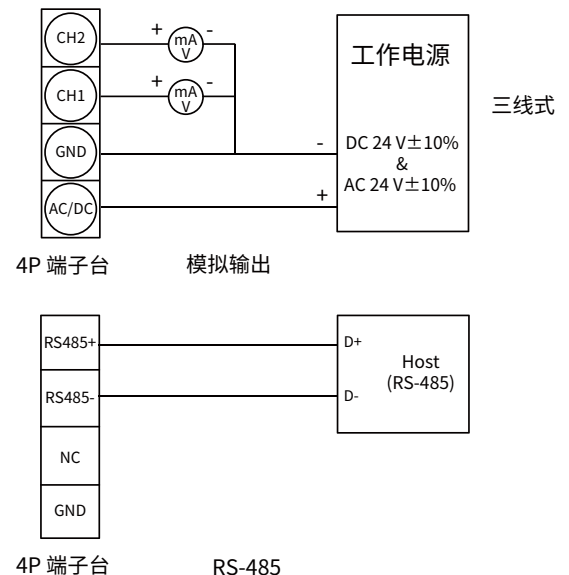 CH2
+
mA
V
-
CH1
+
mA
V
-
GND
AC/DC
-
+
工作电源
DC 24 V±10%
&
AC 24 V±10%
三线式
4P 端子台
模拟输出
RS485+
RS485-
NC
GND
D+
D-
Host
(RS-485)
4P 端子台
RS-485